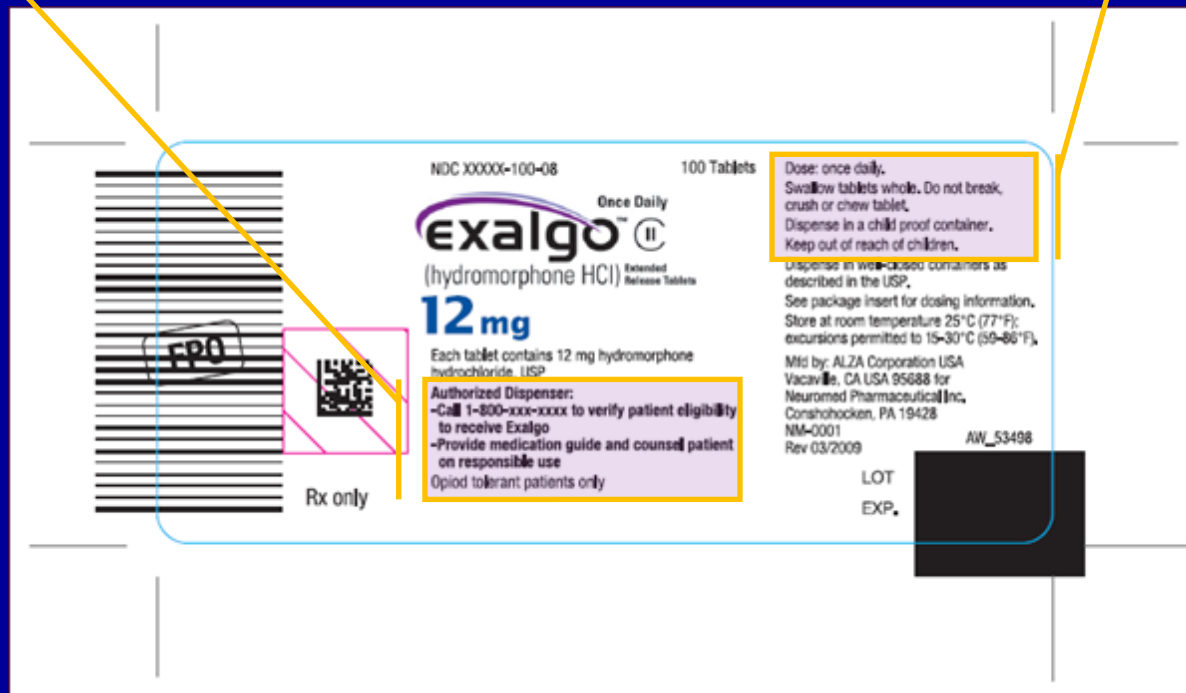 FPO
Rx only
NDC XXXXX-100-08
100 Tablets
Once Daily
exalgo™ CII
(hydromorphone HCl) Extended Release Tablets
12 mg
Each tablet contains 12 mg hydromorphone
hydrochloride, USP
Authorized Dispenser:
-Call 1-800-xxx-xxxx to verify patient eligibility
to receive Exalgo
-Provide medication guide and counsel patient
on responsible use
Opiod tolerant patients only
Dose: once daily.
Swallow tablets whole. Do not break,
crush or chew tablet.
Dispense in a child proof container.
Keep out of reach of children.
Dispense in well-closed containers as
described in the USP.
See package insert for dosing information.
Store at room temperature 25°C (77°F);
excursions permitted to 15-30°C (59-86°F).
Mfd by: ALZA Corporation USA
Vacaville, CA USA 95688 for
Neuromed Pharmaceutical Inc.
Conshohocken, PA 19428
NM-0001
Rev 03/2009
AW_53498
LOT
EXP.